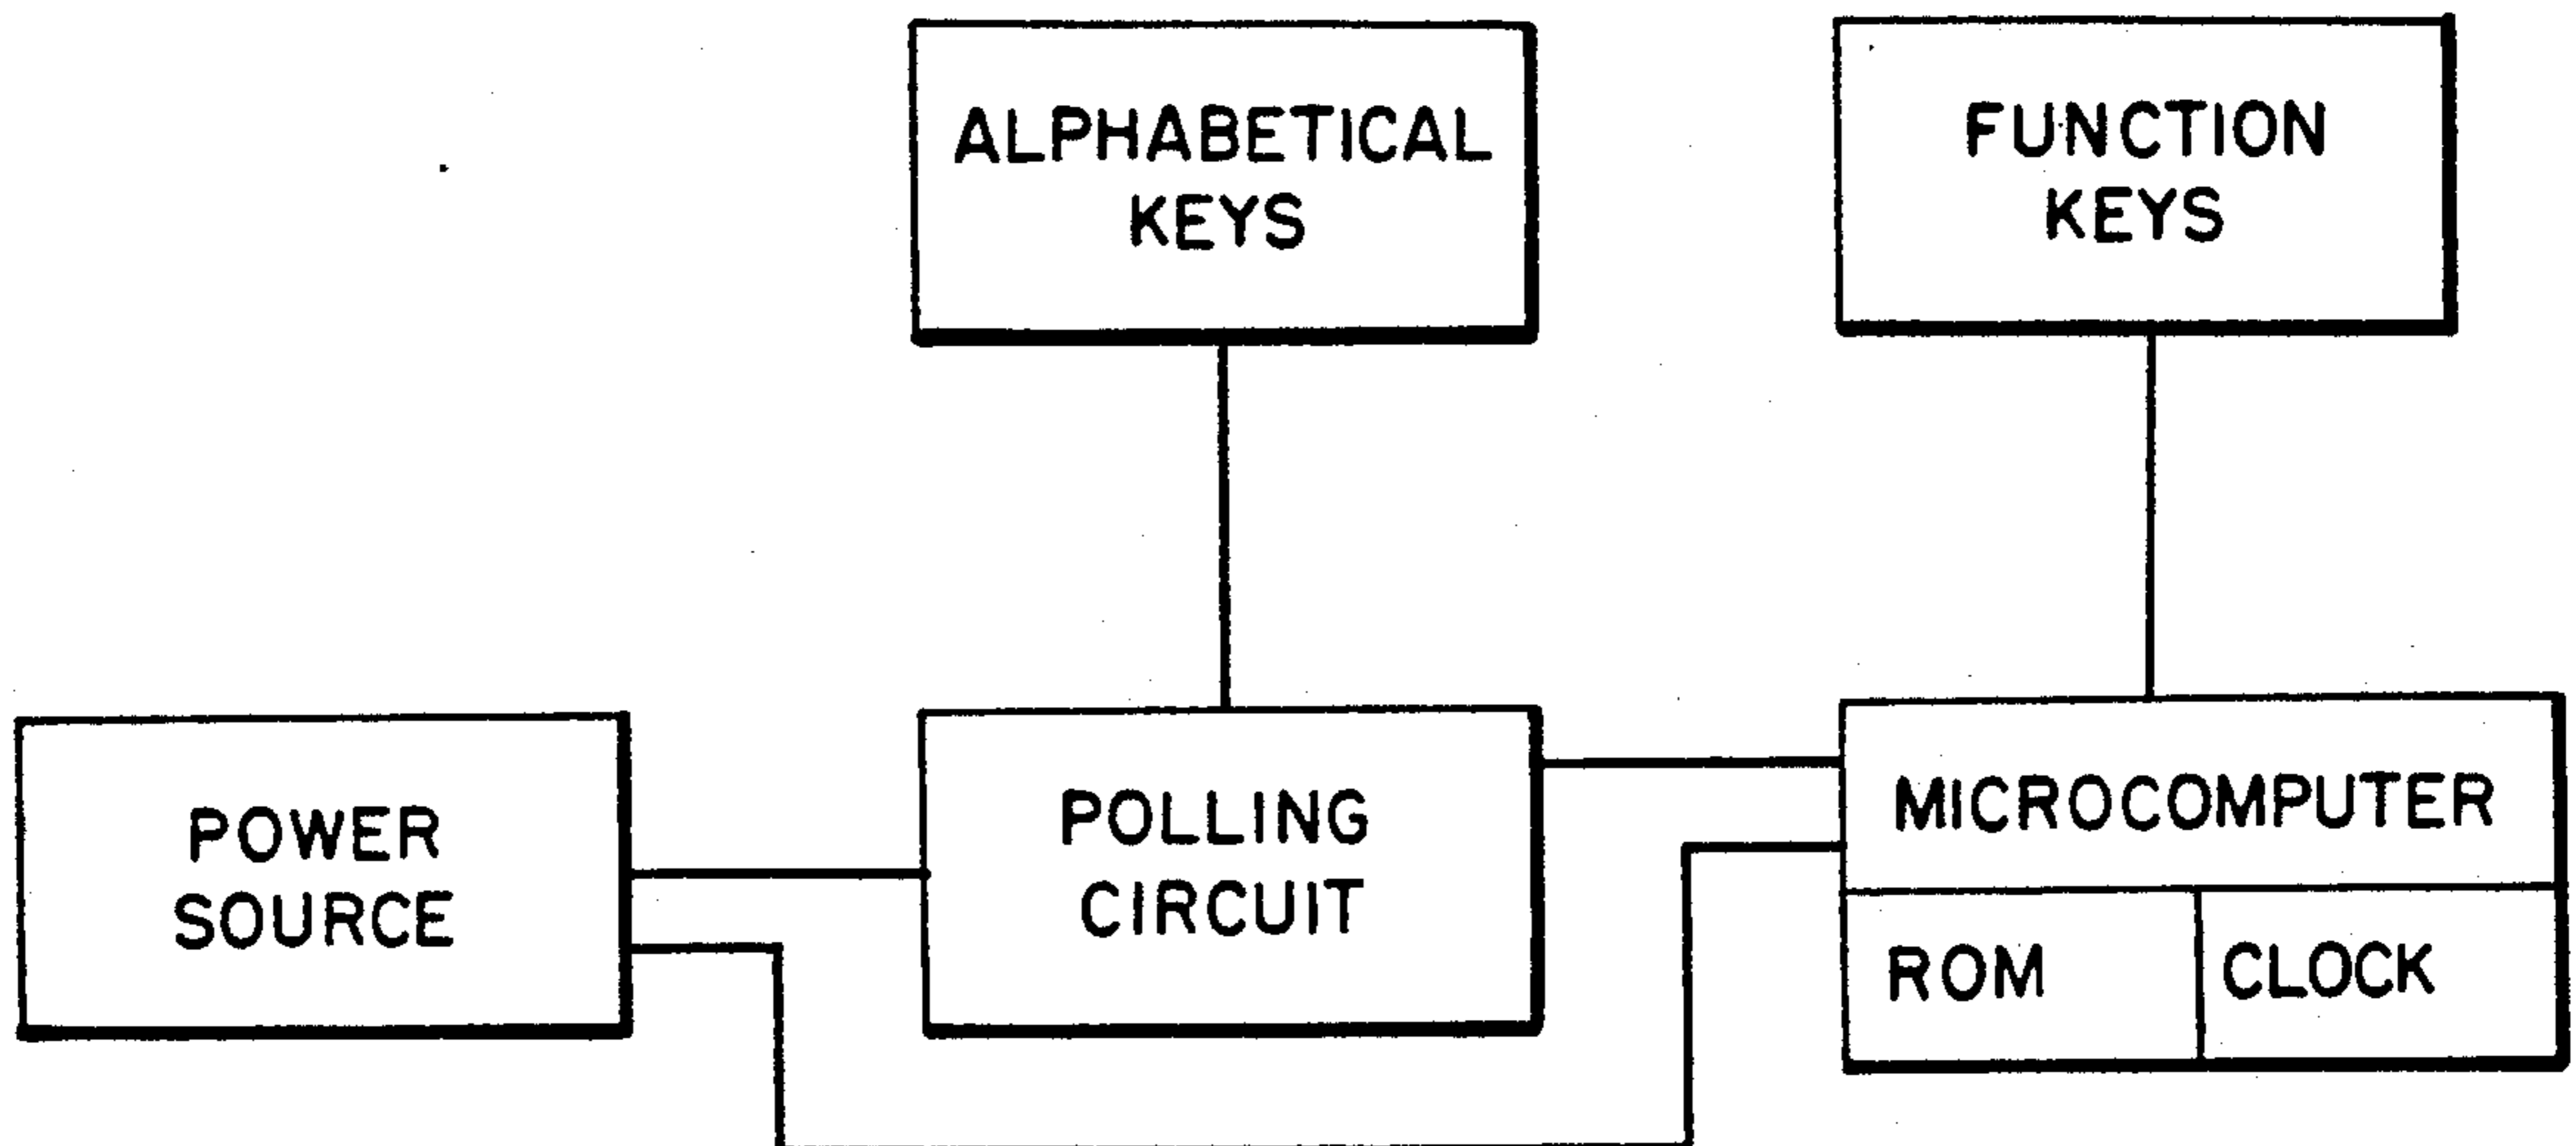 ALPHABETICAL
KEYS
FUNCTION
KEYS
POWER
SOURCE
POLLING
CIRCUIT
MICROCOMPUTER
ROM
CLOCK